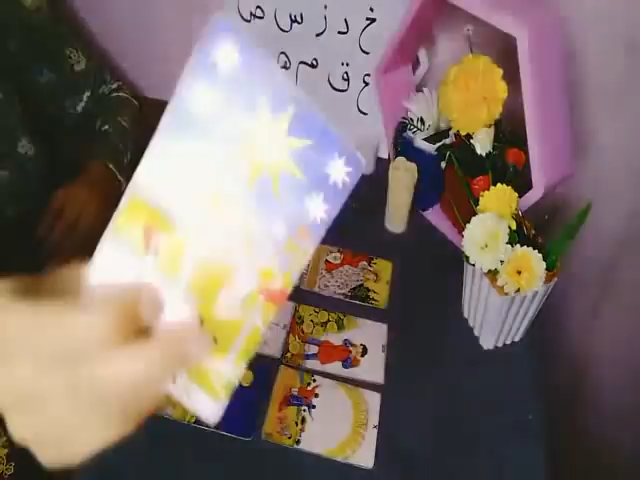 خ د ز س ص
ع ق م ه